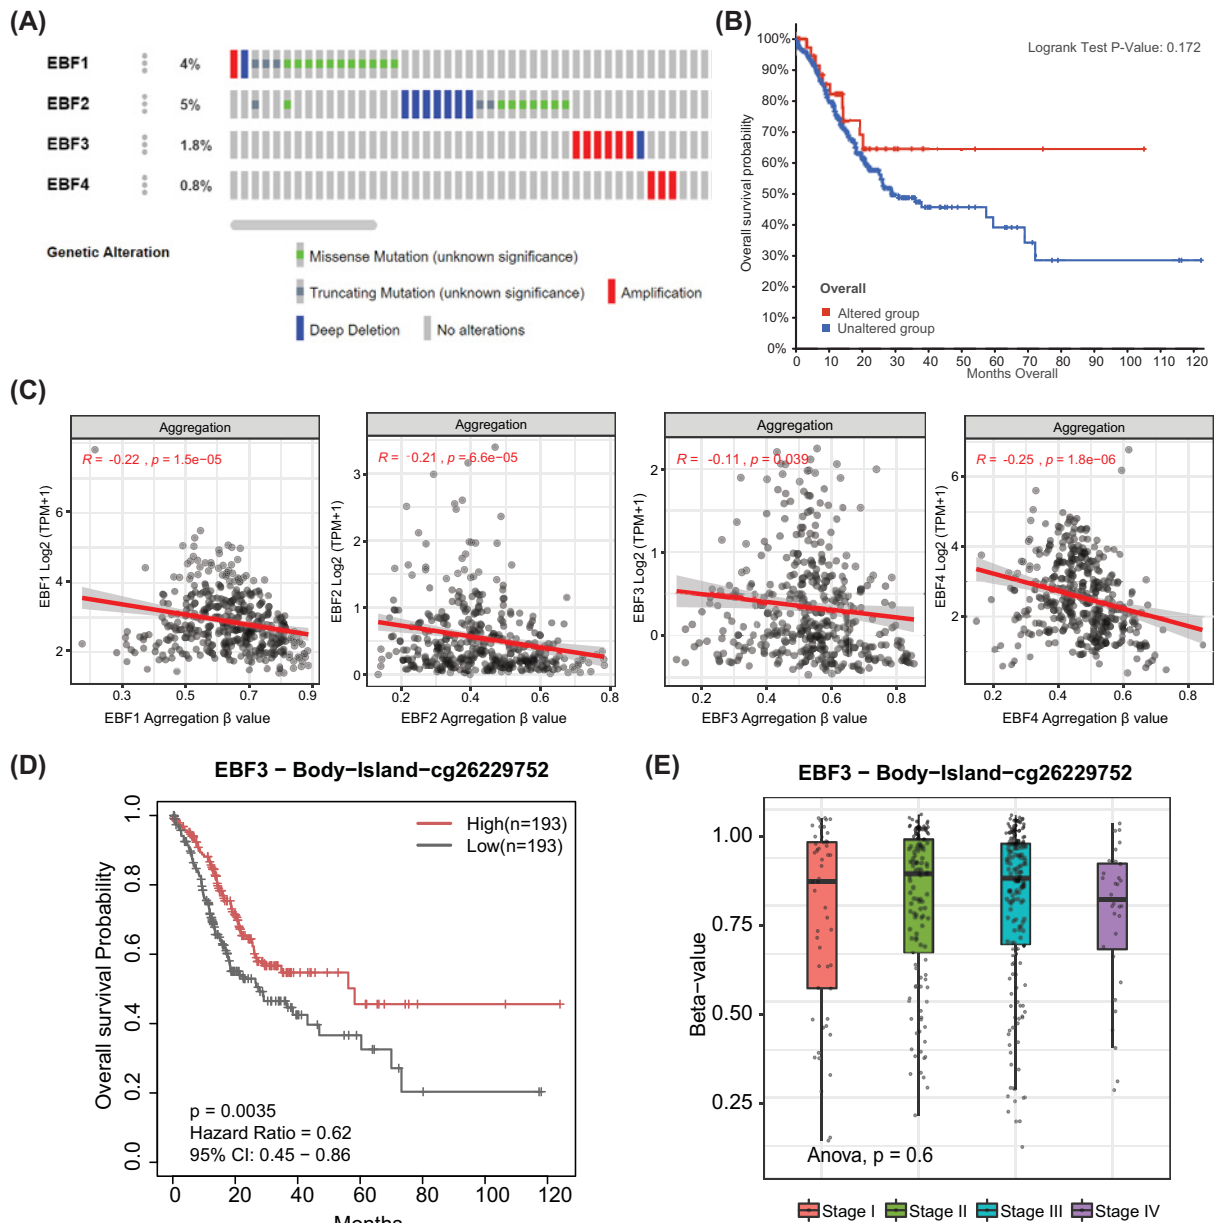 (A)
EBF1 4%
EBF2 5%
EBF3 1.8%
EBF4 0.8%
Genetic Alteration
Missense Mutation (unknown significance)
Truncating Mutation (unknown significance) Amplification
Deep Deletion No alterations
(B)
Logrank Test P-Value: 0.172
Overall survival probability
100%
90%
80%
70%
60%
50%
40%
30%
20%
10%
0%
Overall
Altered group
Unaltered group
0 10 20 30 40 50 60 70 80 90 100 110 120
Months Overall
(C)
Aggregation
R = -0.22 , p = 1.5e−05
EBF1 Log2 (TPM+1)
6
4
2
0.3 0.5 0.7 0.9
EBF1 Agrregation β value
Aggregation
R = -0.21 , p = 6.6e−05
EBF2 Log2 (TPM+1)
3
2
1
0
0.2 0.4 0.6 0.8
EBF2 Agrregation β value
Aggregation
R = -0.11 , p = 0.039
EBF3 Log2 (TPM+1)
2
1
0
0.2 0.4 0.6 0.8
EBF3 Agrregation β value
Aggregation
R = -0.25 , p = 1.8e−06
EBF4 Log2 (TPM+1)
6
4
2
0.2 0.4 0.6 0.8
EBF4 Agrregation β value
(D)
EBF3 − Body−Island−cg26229752
Overall survival Probability
1.0
0.8
0.6
0.4
0.2
0.0
High(n=193)
Low(n=193)
p = 0.0035
Hazard Ratio = 0.62
95% CI: 0.45 − 0.86
0 20 40 60 80 100 120
Months
(E)
EBF3 − Body−Island−cg26229752
Beta−value
1.00
0.75
0.50
0.25
Anova, p = 0.6
Stage I Stage II Stage III Stage IV